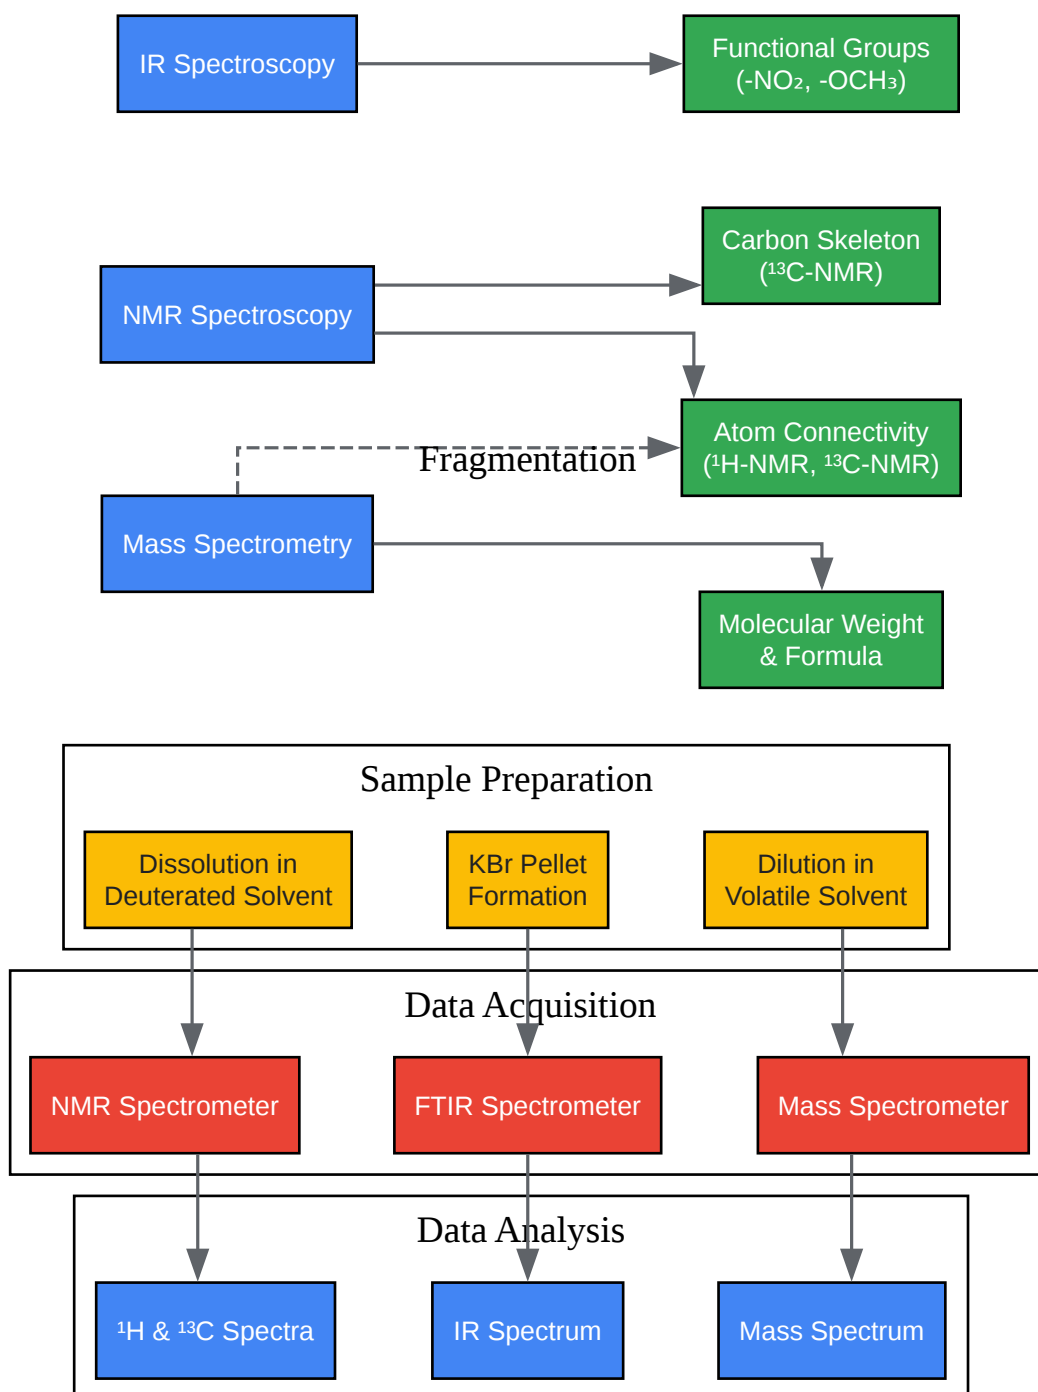 IR Spectroscopy
Functional Groups
(-NO₂, -OCH₃)
Carbon Skeleton
(¹³C-NMR)
NMR Spectroscopy
Atom Connectivity
(¹H-NMR, ¹³C-NMR)
Fragmentation
Mass Spectrometry
Molecular Weight
& Formula
Sample Preparation
Dissolution in
Deuterated Solvent
KBr Pellet
Formation
Dilution in
Volatile Solvent
Data Acquisition
NMR Spectrometer
FTIR Spectrometer
Mass Spectrometer
Data Analysis
¹H & ¹³C Spectra
IR Spectrum
Mass Spectrum